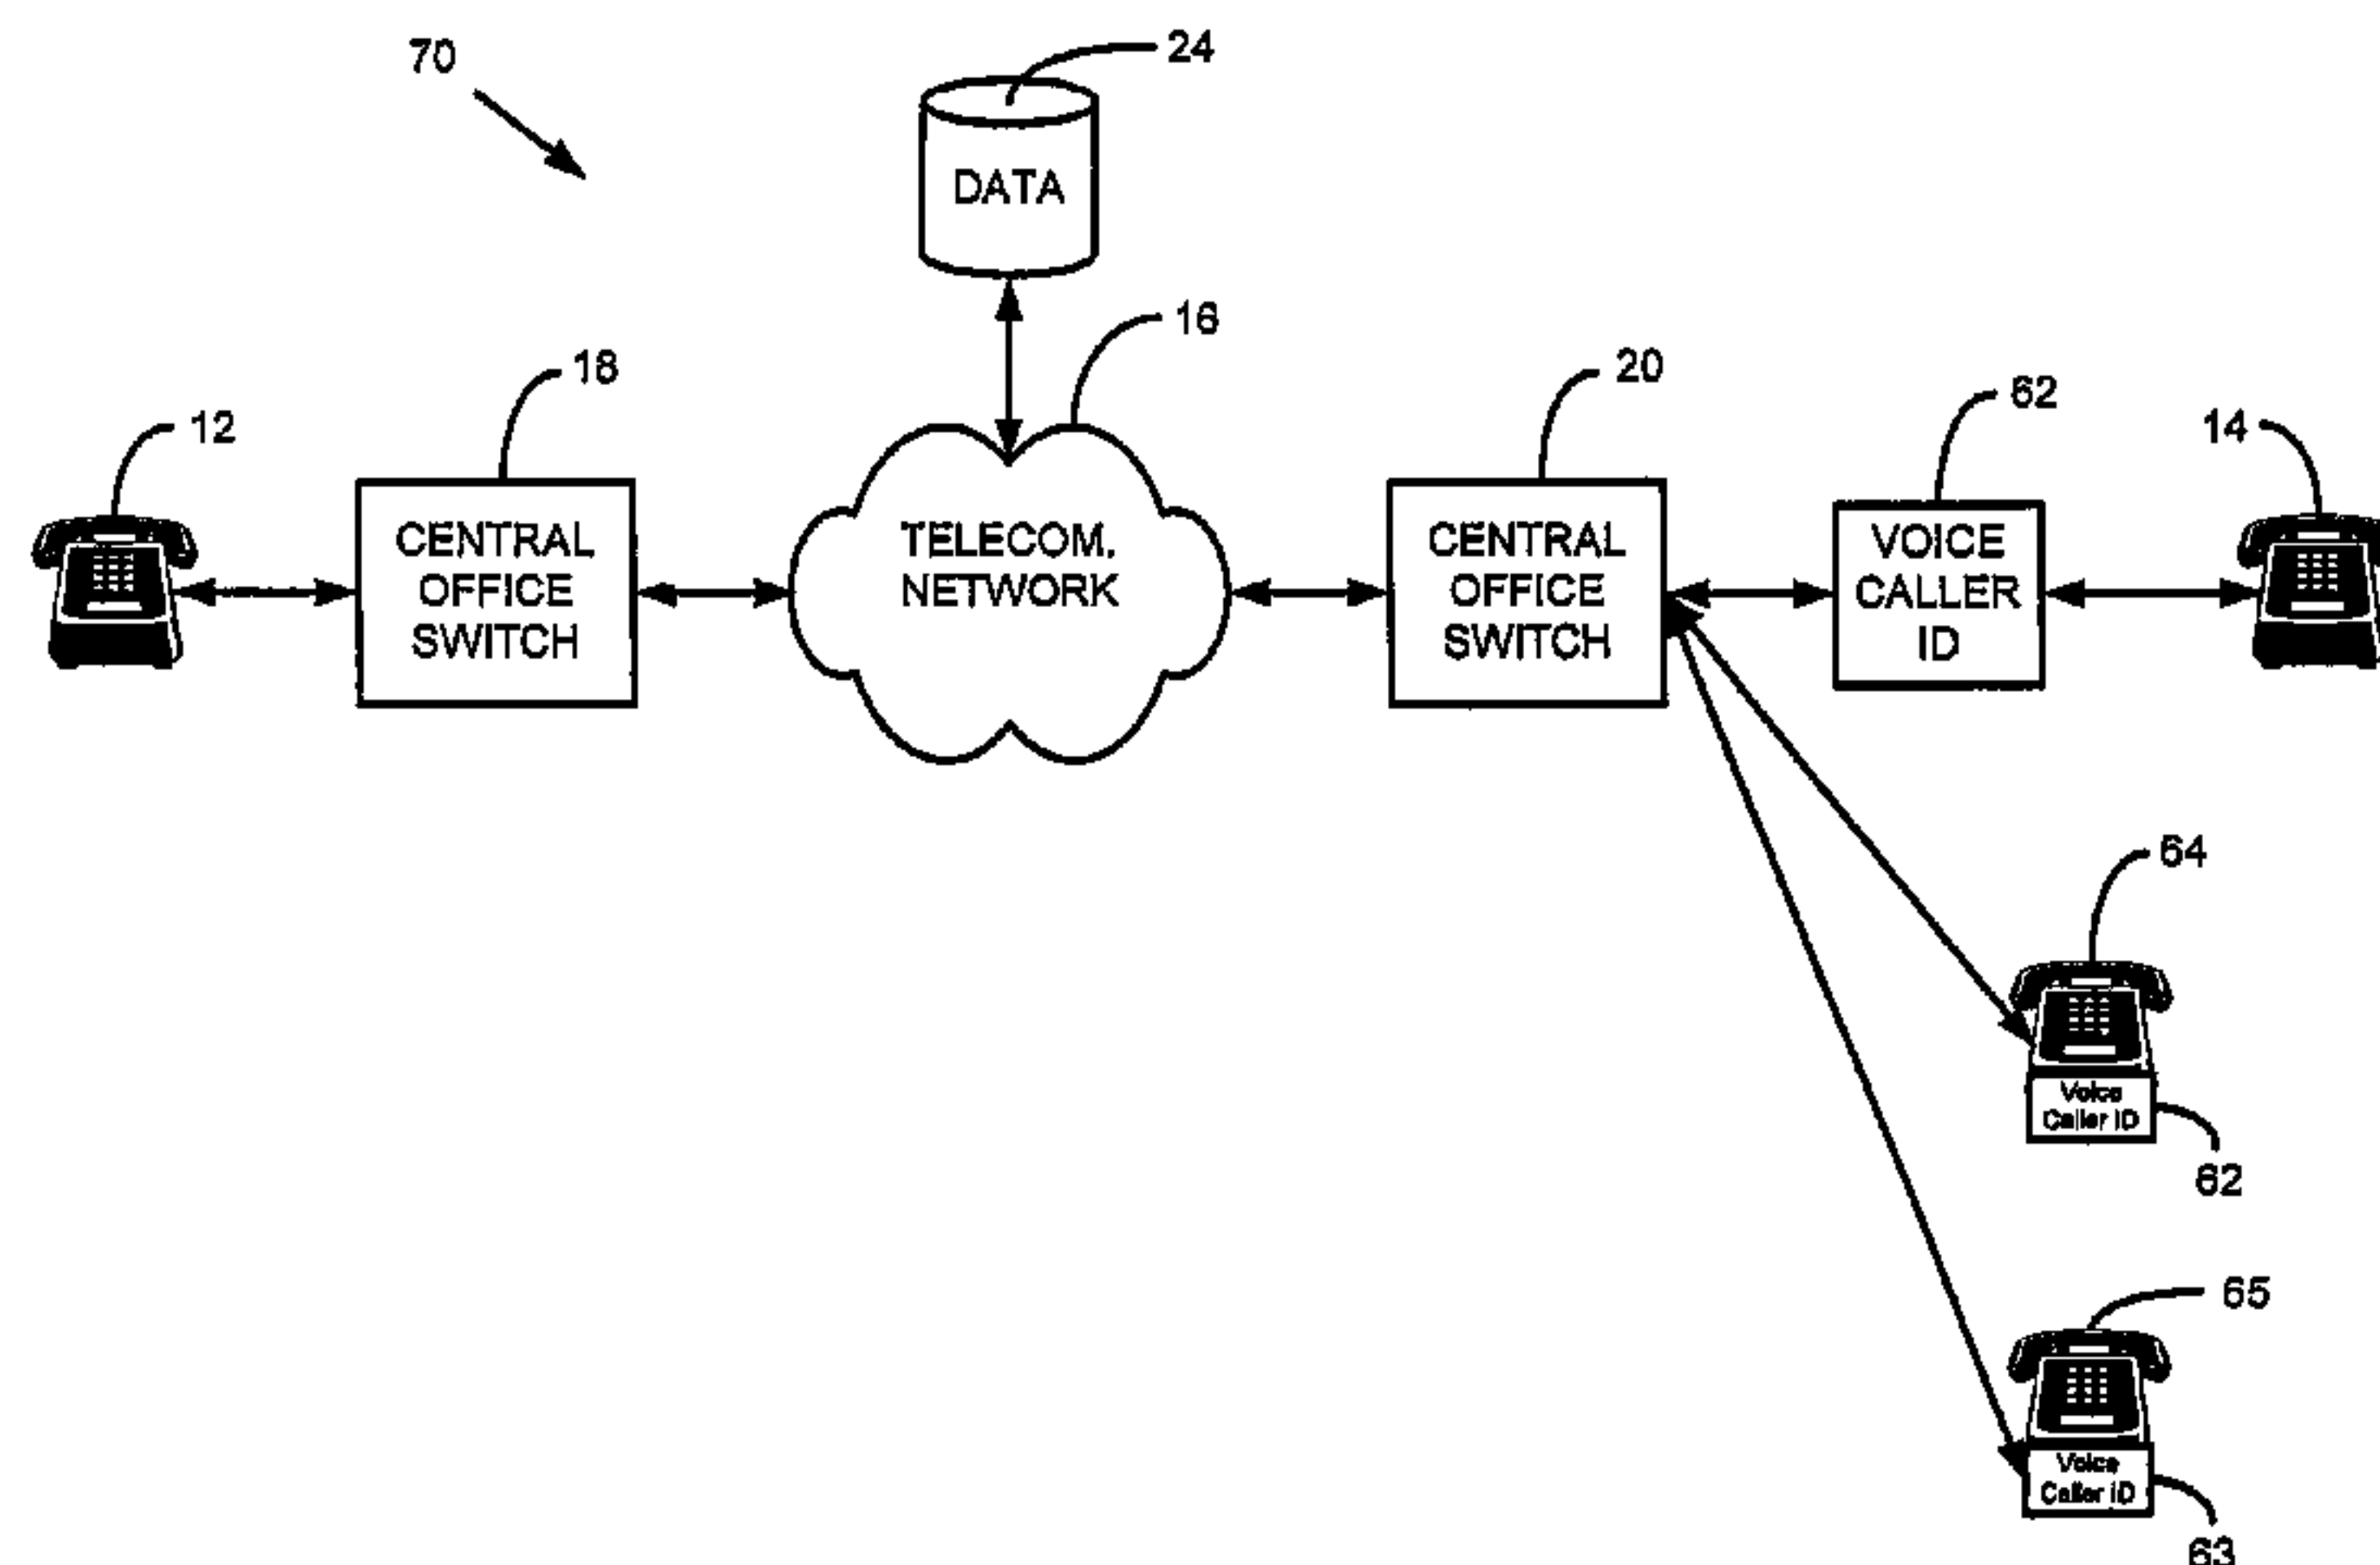 70
24
DATA
16
18
20
62
12
14
CENTRAL
OFFICE
SWITCH
TELECOM.
NETWORK
CENTRAL
OFFICE
SWITCH
VOICE
CALLER
ID
64
Voice
Caller ID
62
65
Voice
Caller ID
63